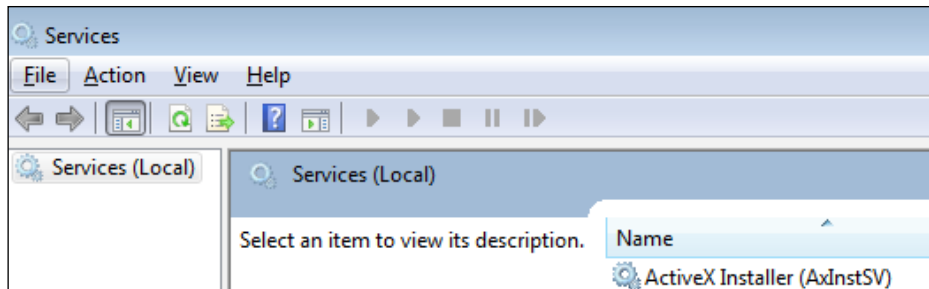 Services
File Action View Help
?
Services (Local)
Services (Local)
Select an item to view its description.
Name
ActiveX Installer (AxInstSV)